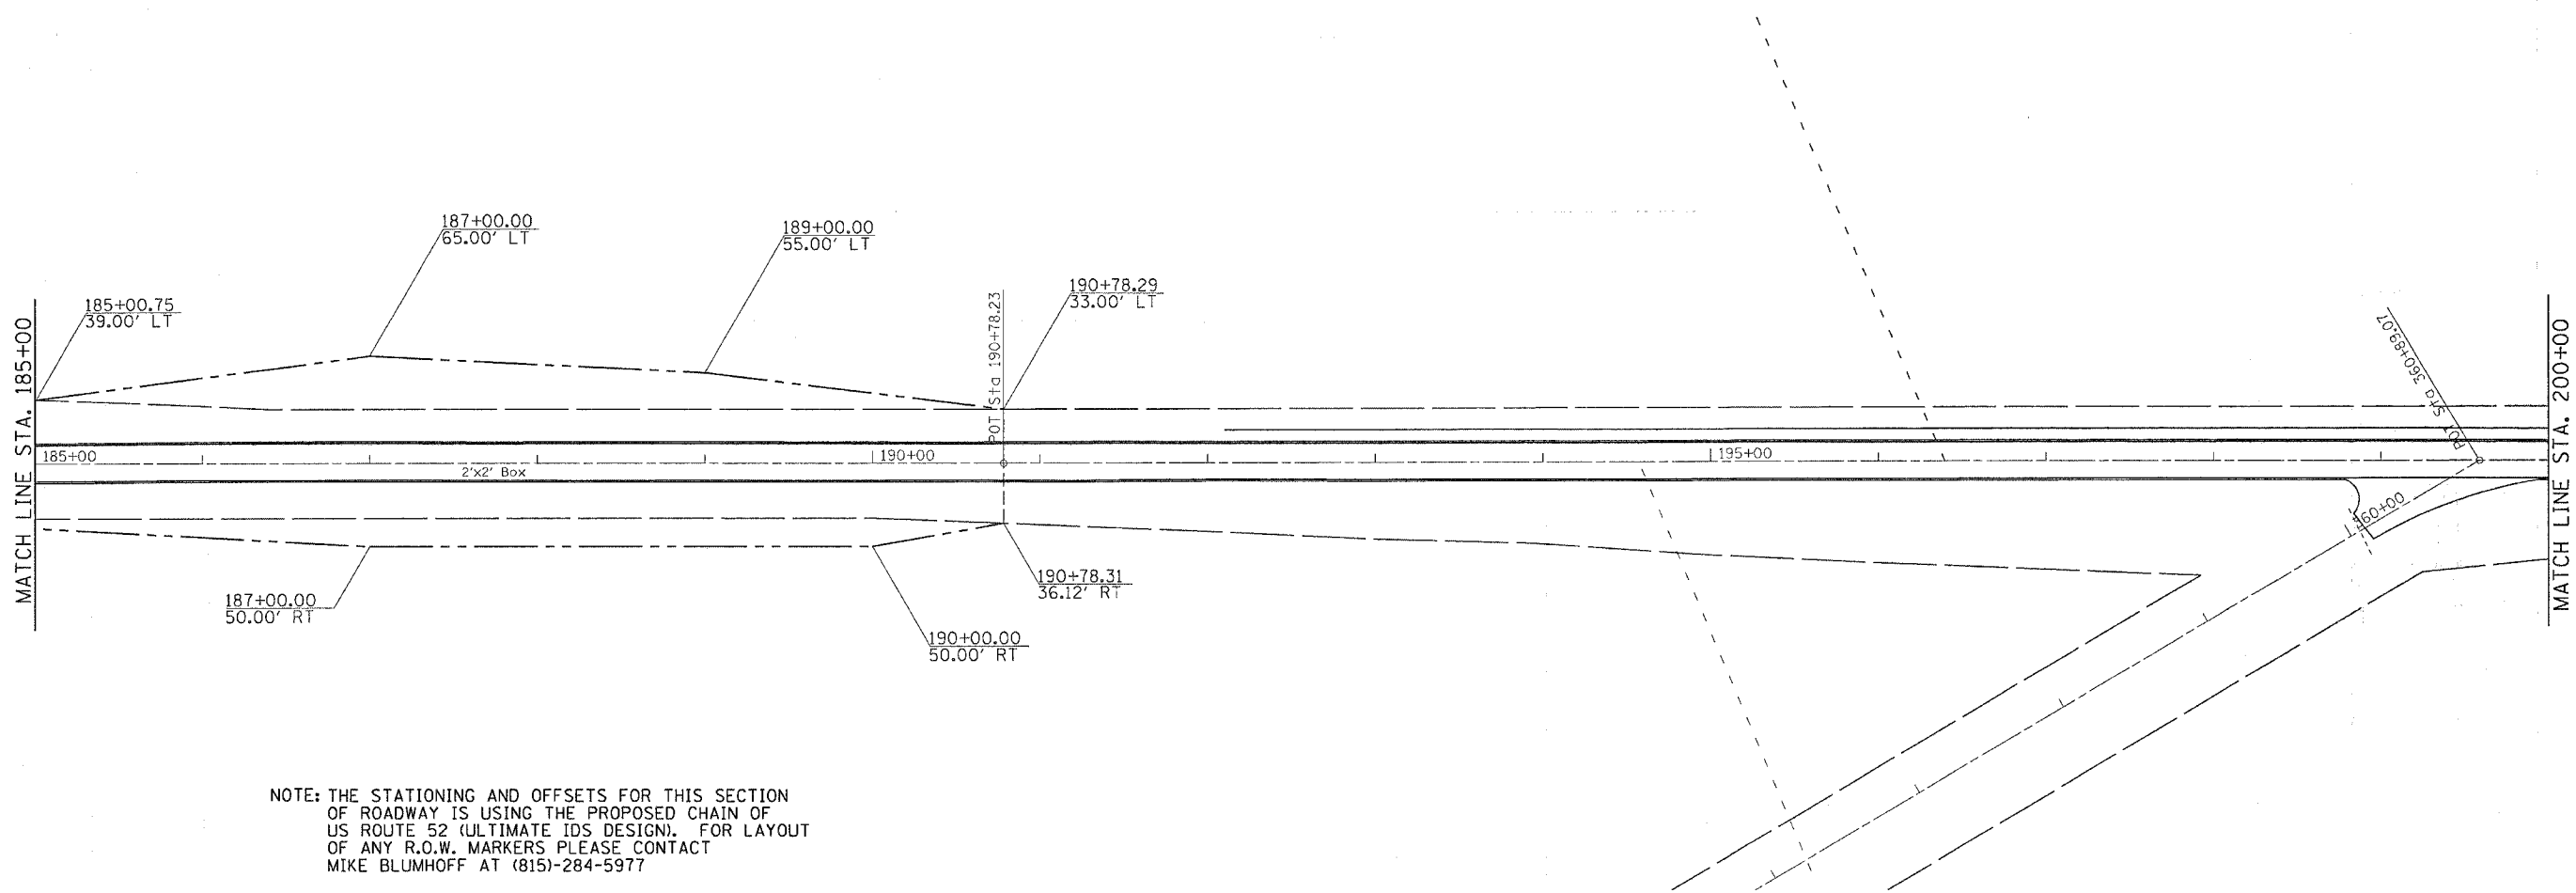 187+00.00
65.00' LT
189+00.00
55.00' LT
185+00.75
39.00' LT
190+78.29
33.00' LT
POT Sta 190+78.23
POT Sta 360+89.07
MATCH LINE STA. 185+00
MATCH LINE STA. 200+00
185+00
190+00
195+00
2'x2' Box
60+00
187+00.00
50.00' RT
190+78.31
36.12' RT
190+00.00
50.00' RT
NOTE: THE STATIONING AND OFFSETS FOR THIS SECTION
OF ROADWAY IS USING THE PROPOSED CHAIN OF
US ROUTE 52 (ULTIMATE IDS DESIGN). FOR LAYOUT
OF ANY R.O.W. MARKERS PLEASE CONTACT
MIKE BLUMHOFF AT (815)-284-5977